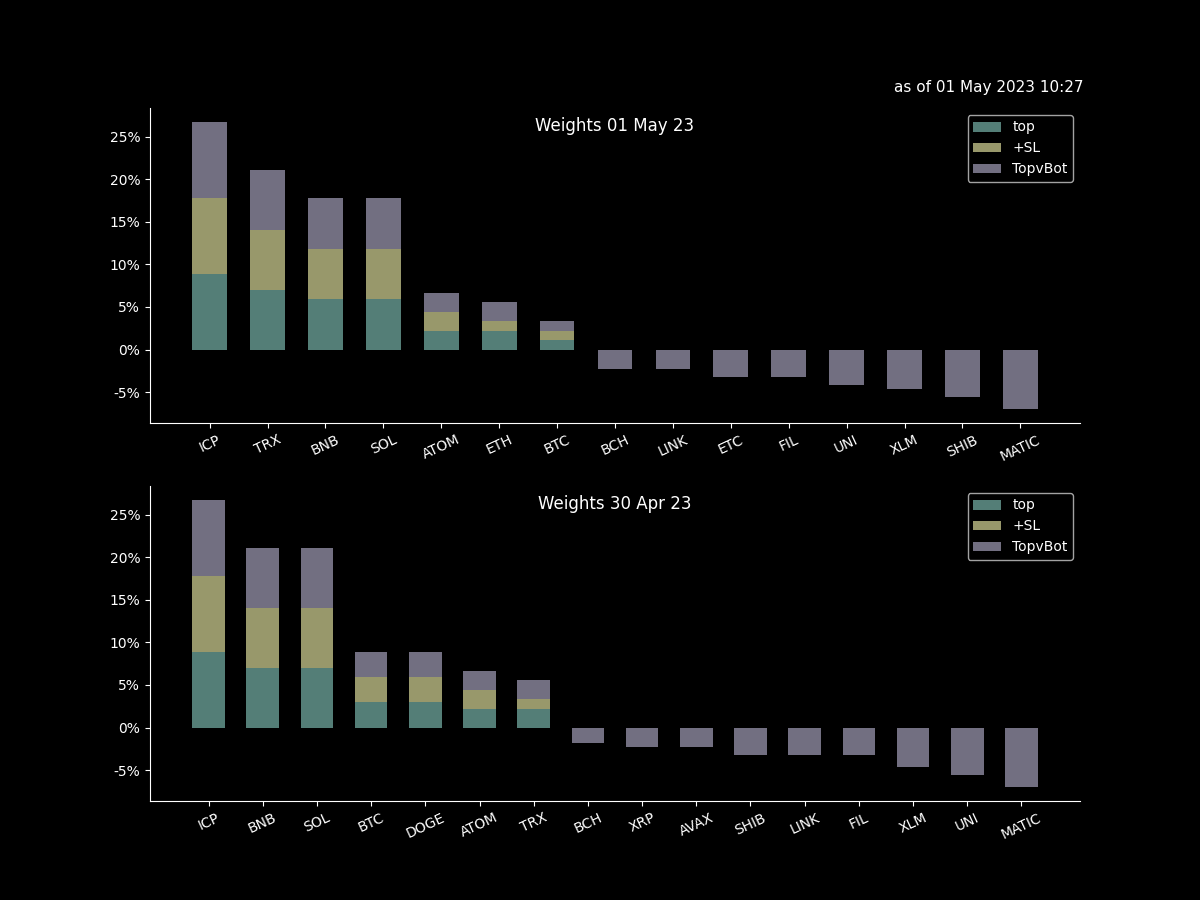 as of 01 May 2023 10:27
Weights 01 May 23
top
+SL
TopvBot
25%
20%
15%
10%
5%
0%
-5%
ICP TRX BNB SOL ATOM ETH BTC BCH LINK ETC FIL UNI XLM SHIB MATIC
Weights 30 Apr 23
top
+SL
TopvBot
25%
20%
15%
10%
5%
0%
-5%
ICP BNB SOL BTC DOGE ATOM TRX BCH XRP AVAX SHIB LINK FIL XLM UNI MATIC